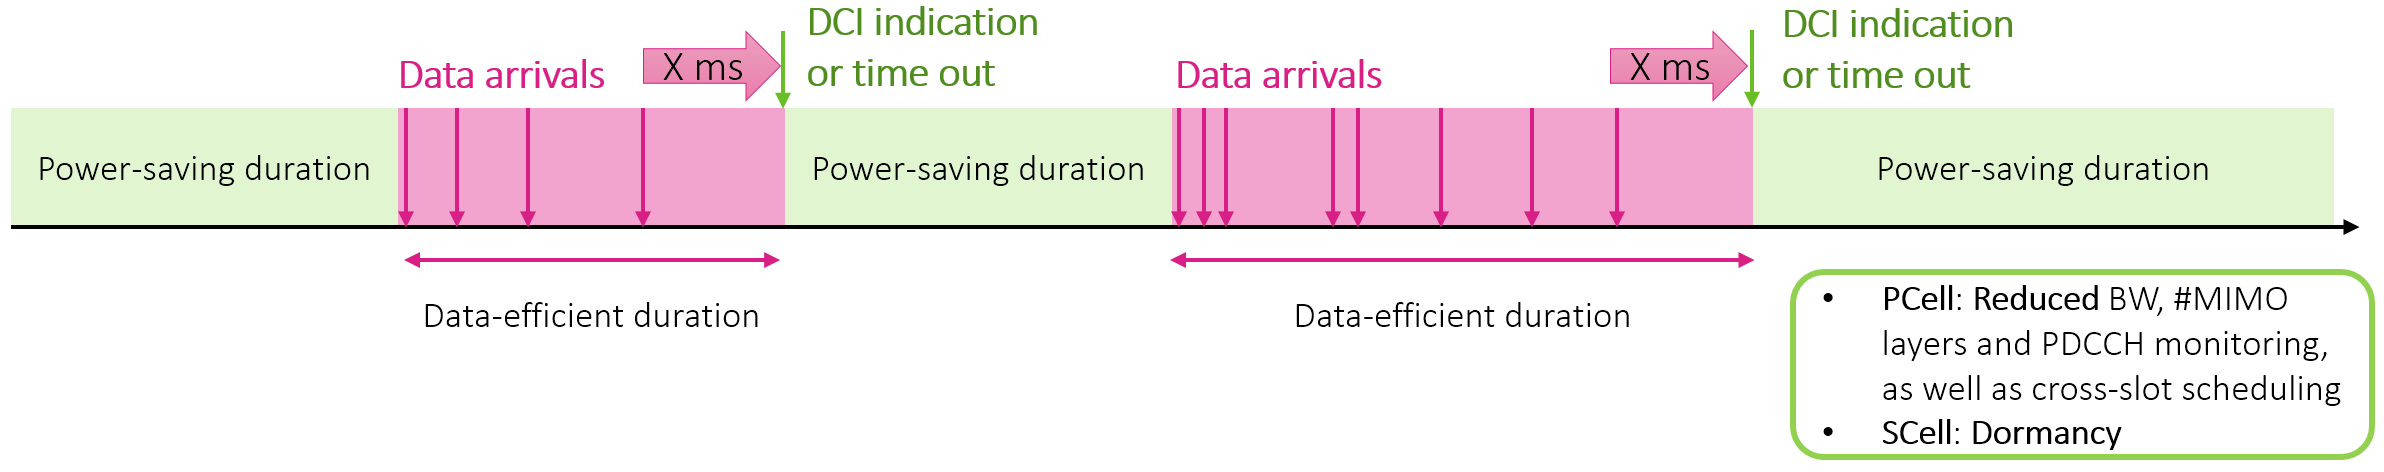 DCI indication
or time out
X ms
Data arrivals
DCI indication
or time out
X ms
Data arrivals
Power-saving duration
Power-saving duration
Power-saving duration
Data-efficient duration
Data-efficient duration
• PCell: Reduced BW, #MIMO
layers and PDCCH monitoring,
as well as cross-slot scheduling
• SCell: Dormancy